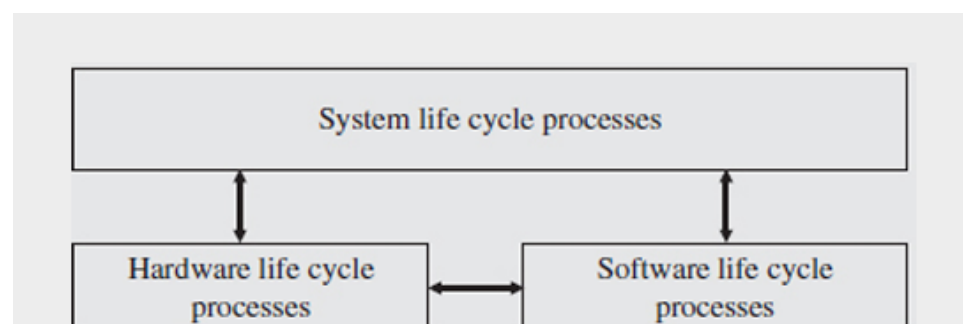 System life cycle processes
Hardware life cycle
processes
Software life cycle
processes